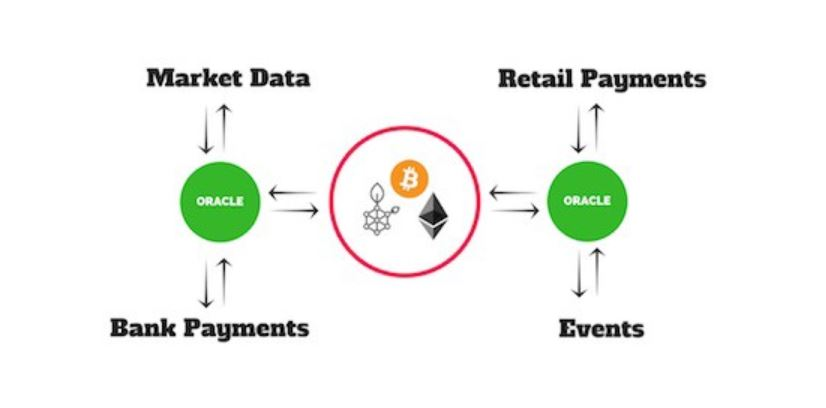 Market Data
Retail Payments
ORACLE
ORACLE
Bank Payments
Events